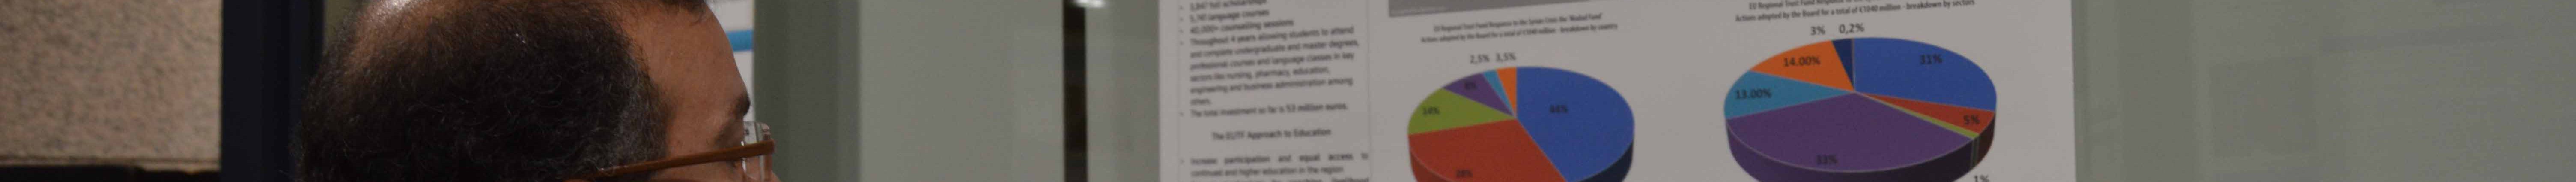 3,847 full scholarships
5,747 language courses
40,000+ counselling sessions
Throughout 4 years allowing students to attend
and complete undergraduate and master degrees,
professional courses and language classes in key
sectors like nursing, pharmacy, education,
engineering and business administration among
others.
The total investment so far is 53 million euros.
The EUTF Approach to Education
Increase participation and equal access to
continued and higher education in the region
EU Regional Trust Fund Response to the Syrian Crisis the 'Madad Fund'
Actions adopted by the Board for a total of €1040 million - breakdown by country
2,5% 3,5%
8%
14%
44%
28%
EU Regional Trust Fund Response to the
Actions adopted by the Board for a total of €1040 million - breakdown by sectors
3% 0,2%
14.00%
31%
13.00%
5%
33%
1%